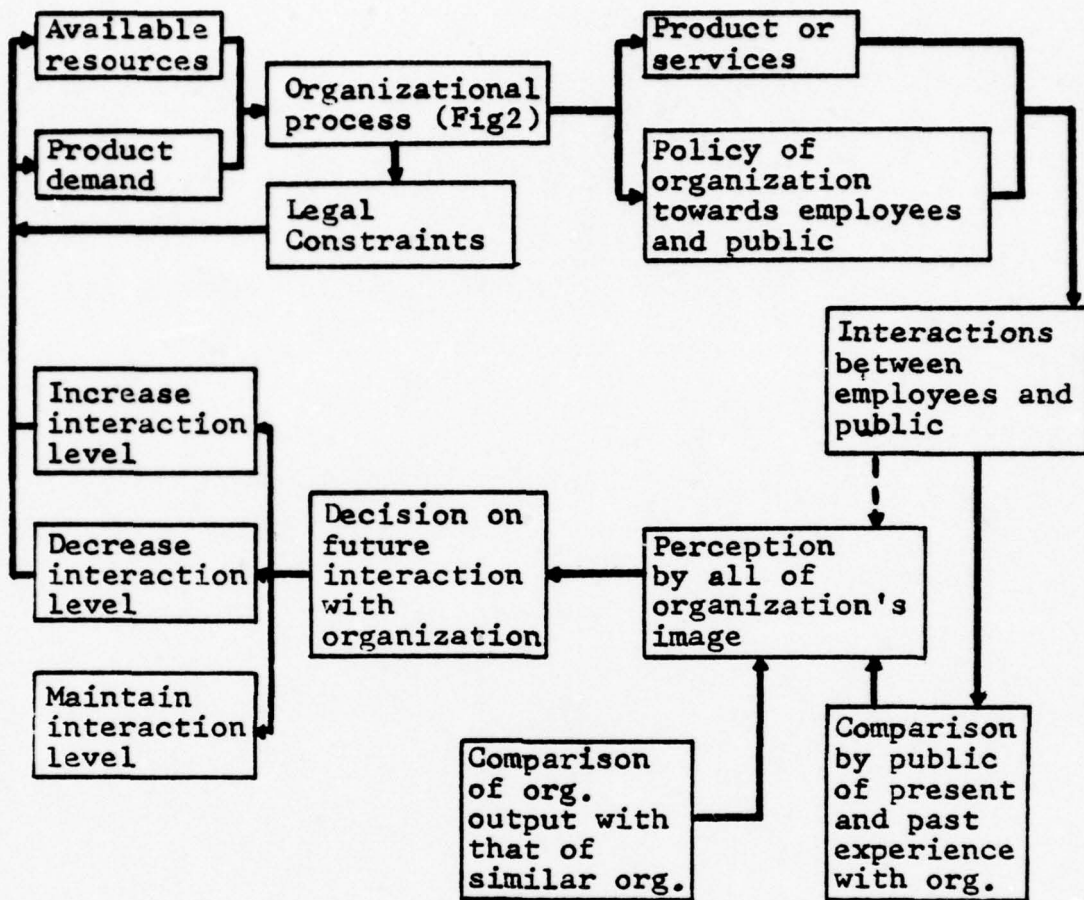 Available
resources
Product
demand
Organizational
process (Fig2)
Legal
Constraints
Product or
services
Policy of
organization
towards employees
and public
Interactions
between
employees and
public
Increase
interaction
level
Decrease
interaction
level
Maintain
interaction
level
Decision on
future
interaction
with
organization
Perception
by all of
organization's
image
Comparison
of org.
output with
that of
similar org.
Comparison
by public
of present
and past
experience
with org.